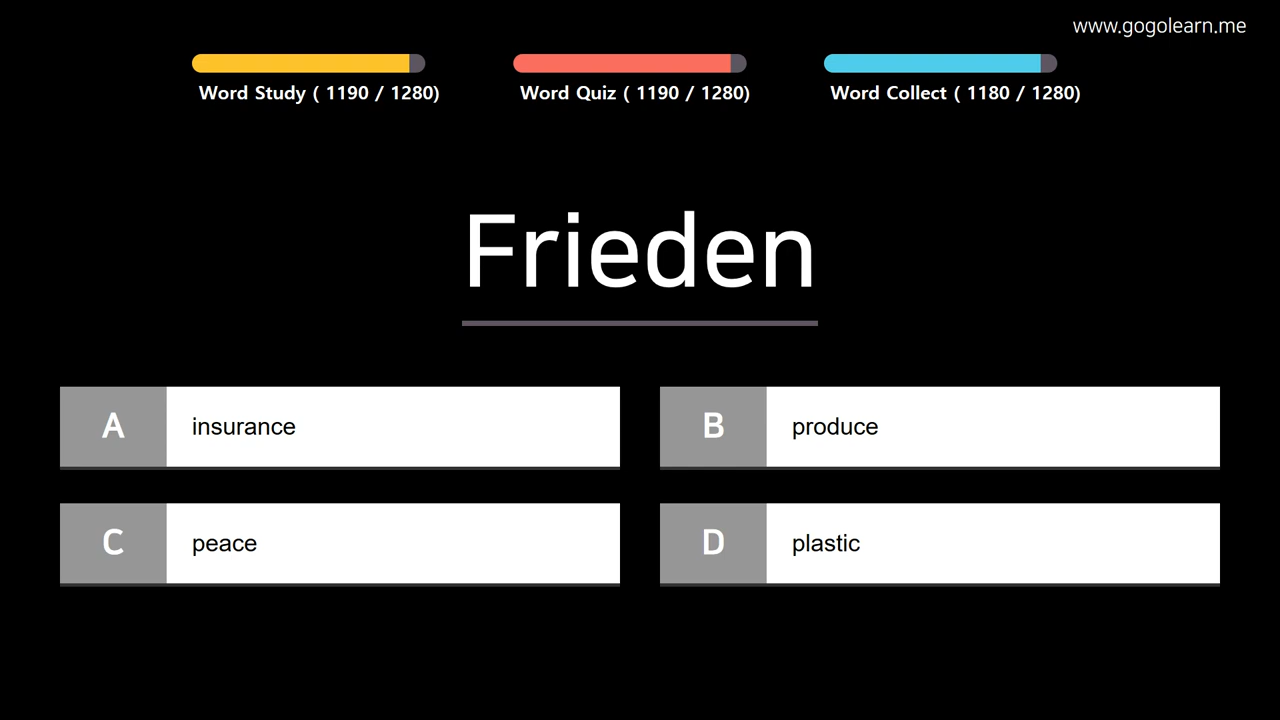 www.gogolearn.me
Word Study ( 1190 / 1280)
Word Quiz ( 1190 / 1280)
Word Collect ( 1180 / 1280)
Frieden
A insurance
B produce
C peace
D plastic